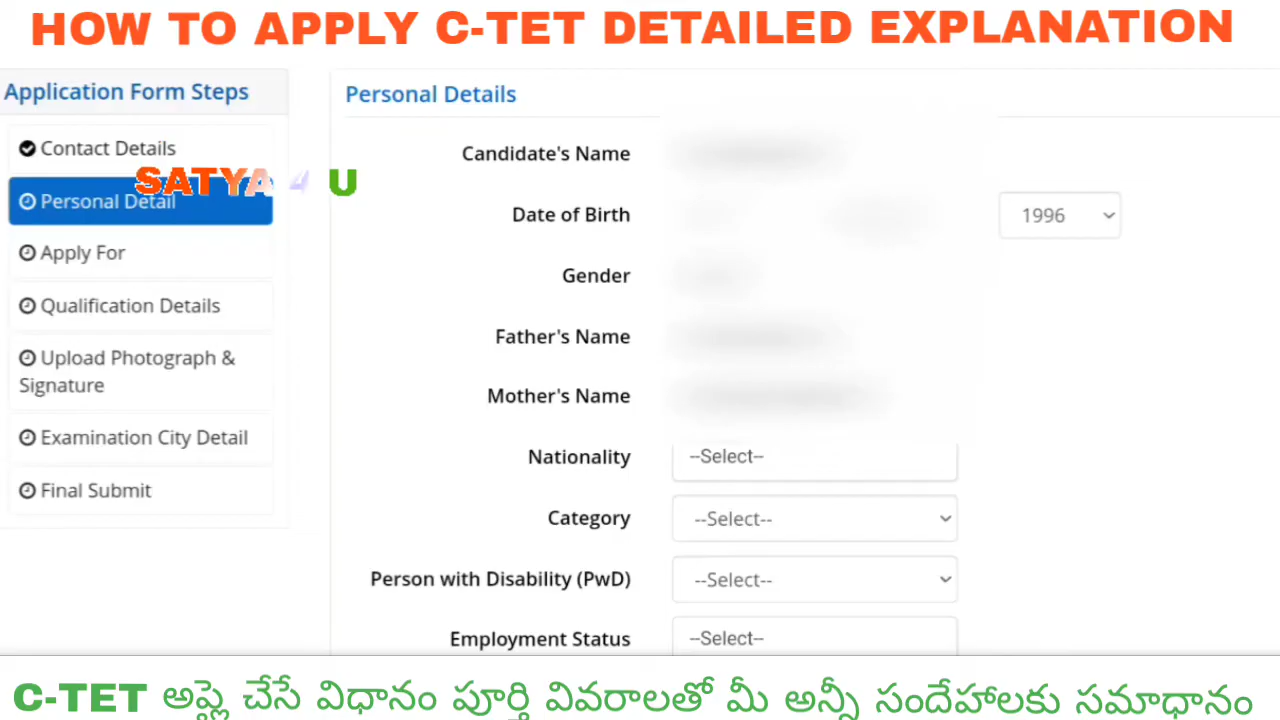 HOW TO APPLY C-TET DETAILED EXPLANATION
Application Form Steps
Contact Details
SATYA 4 U
Personal Detail
Apply For
Qualification Details
Upload Photograph &
Signature
Examination City Detail
Final Submit
Personal Details
Candidate's Name
Date of Birth 1996
Gender
Father's Name
Mother's Name
Nationality --Select--
Category --Select--
Person with Disability (PwD) --Select--
Employment Status --Select--
C-TET అప్లై చేసే విధానం పూర్తి వివరాలతో మీ అన్నీ సందేహాలకు సమాధానం